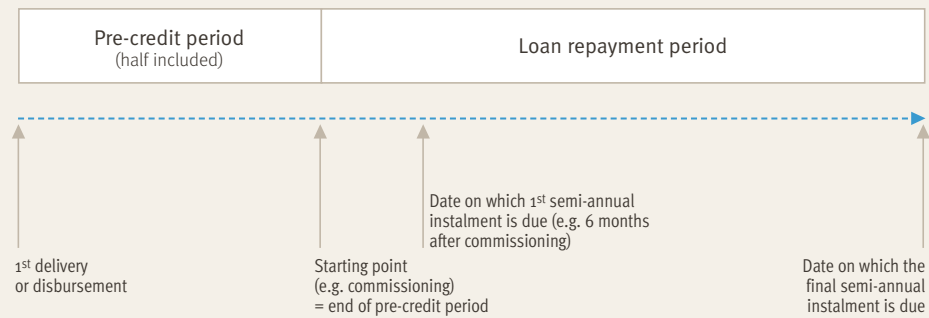 Pre-credit period
(half included)
Loan repayment period
Date on which 1st semi-annual
instalment is due (e.g. 6 months
after commissioning)
1st delivery
or disbursement
Starting point
(e.g. commissioning)
= end of pre-credit period
Date on which the
final semi-annual
instalment is due